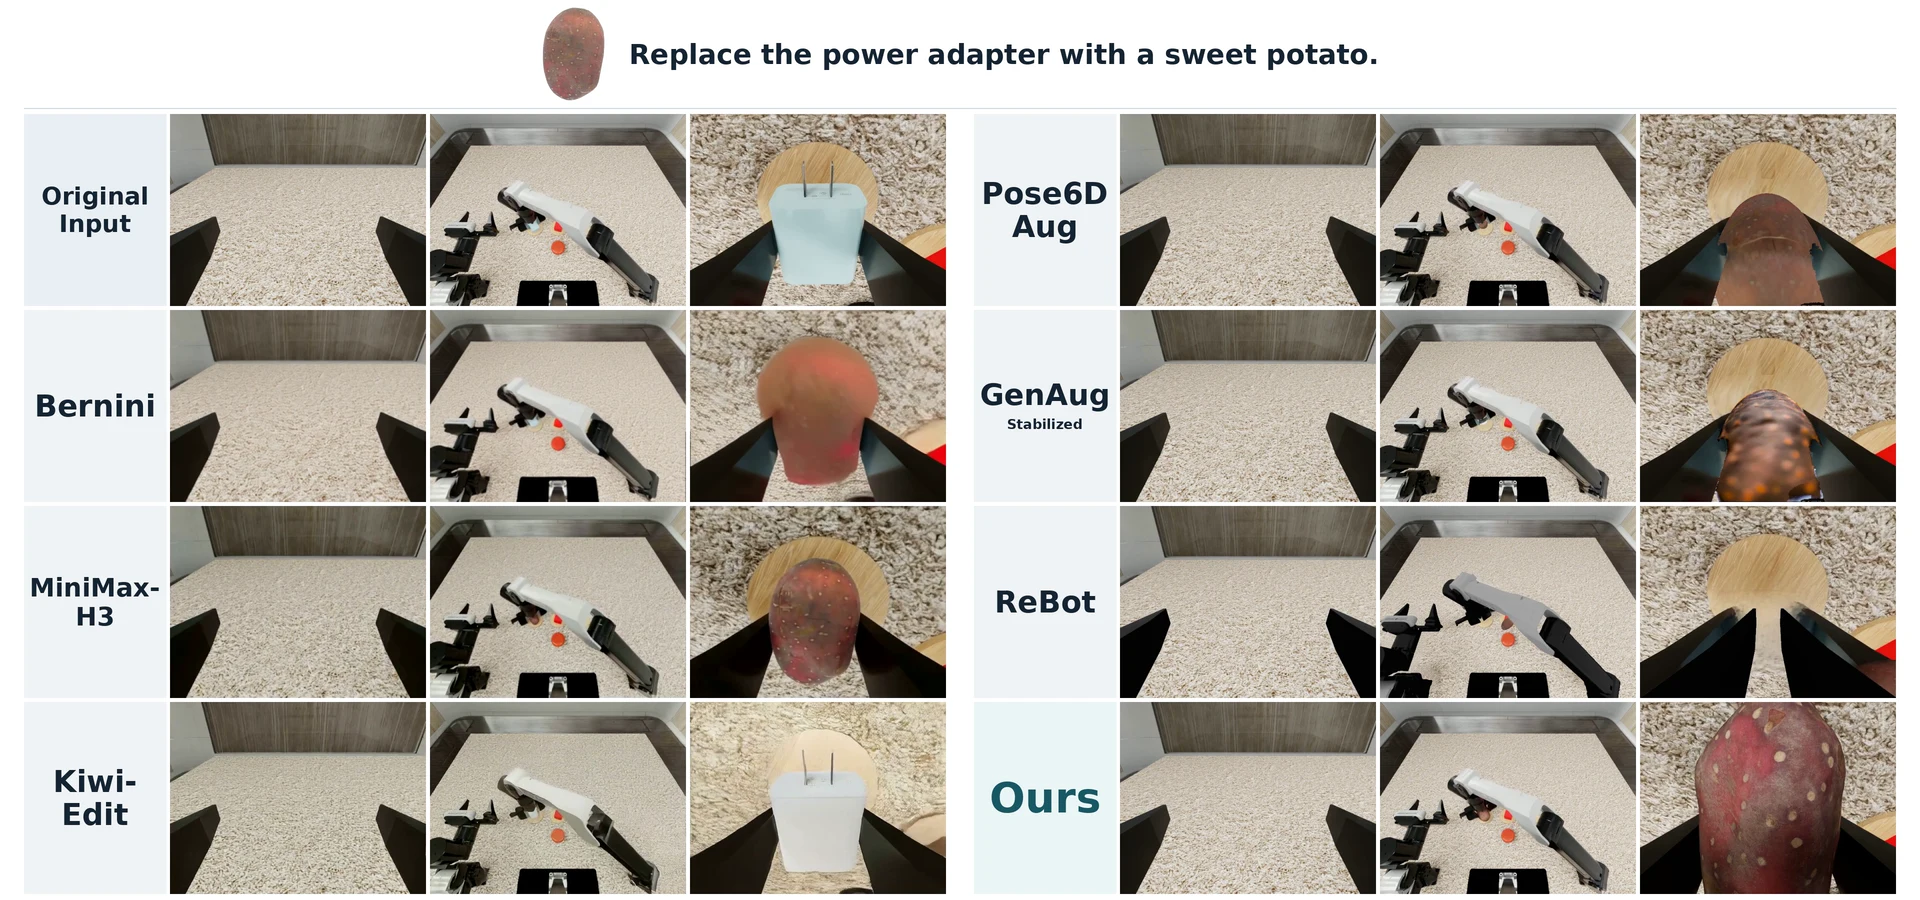 Replace the power adapter with a sweet potato.
Original
Input
Bernini
MiniMax-
H3
Kiwi-
Edit
Pose6D
Aug
GenAug
Stabilized
ReBot
Ours